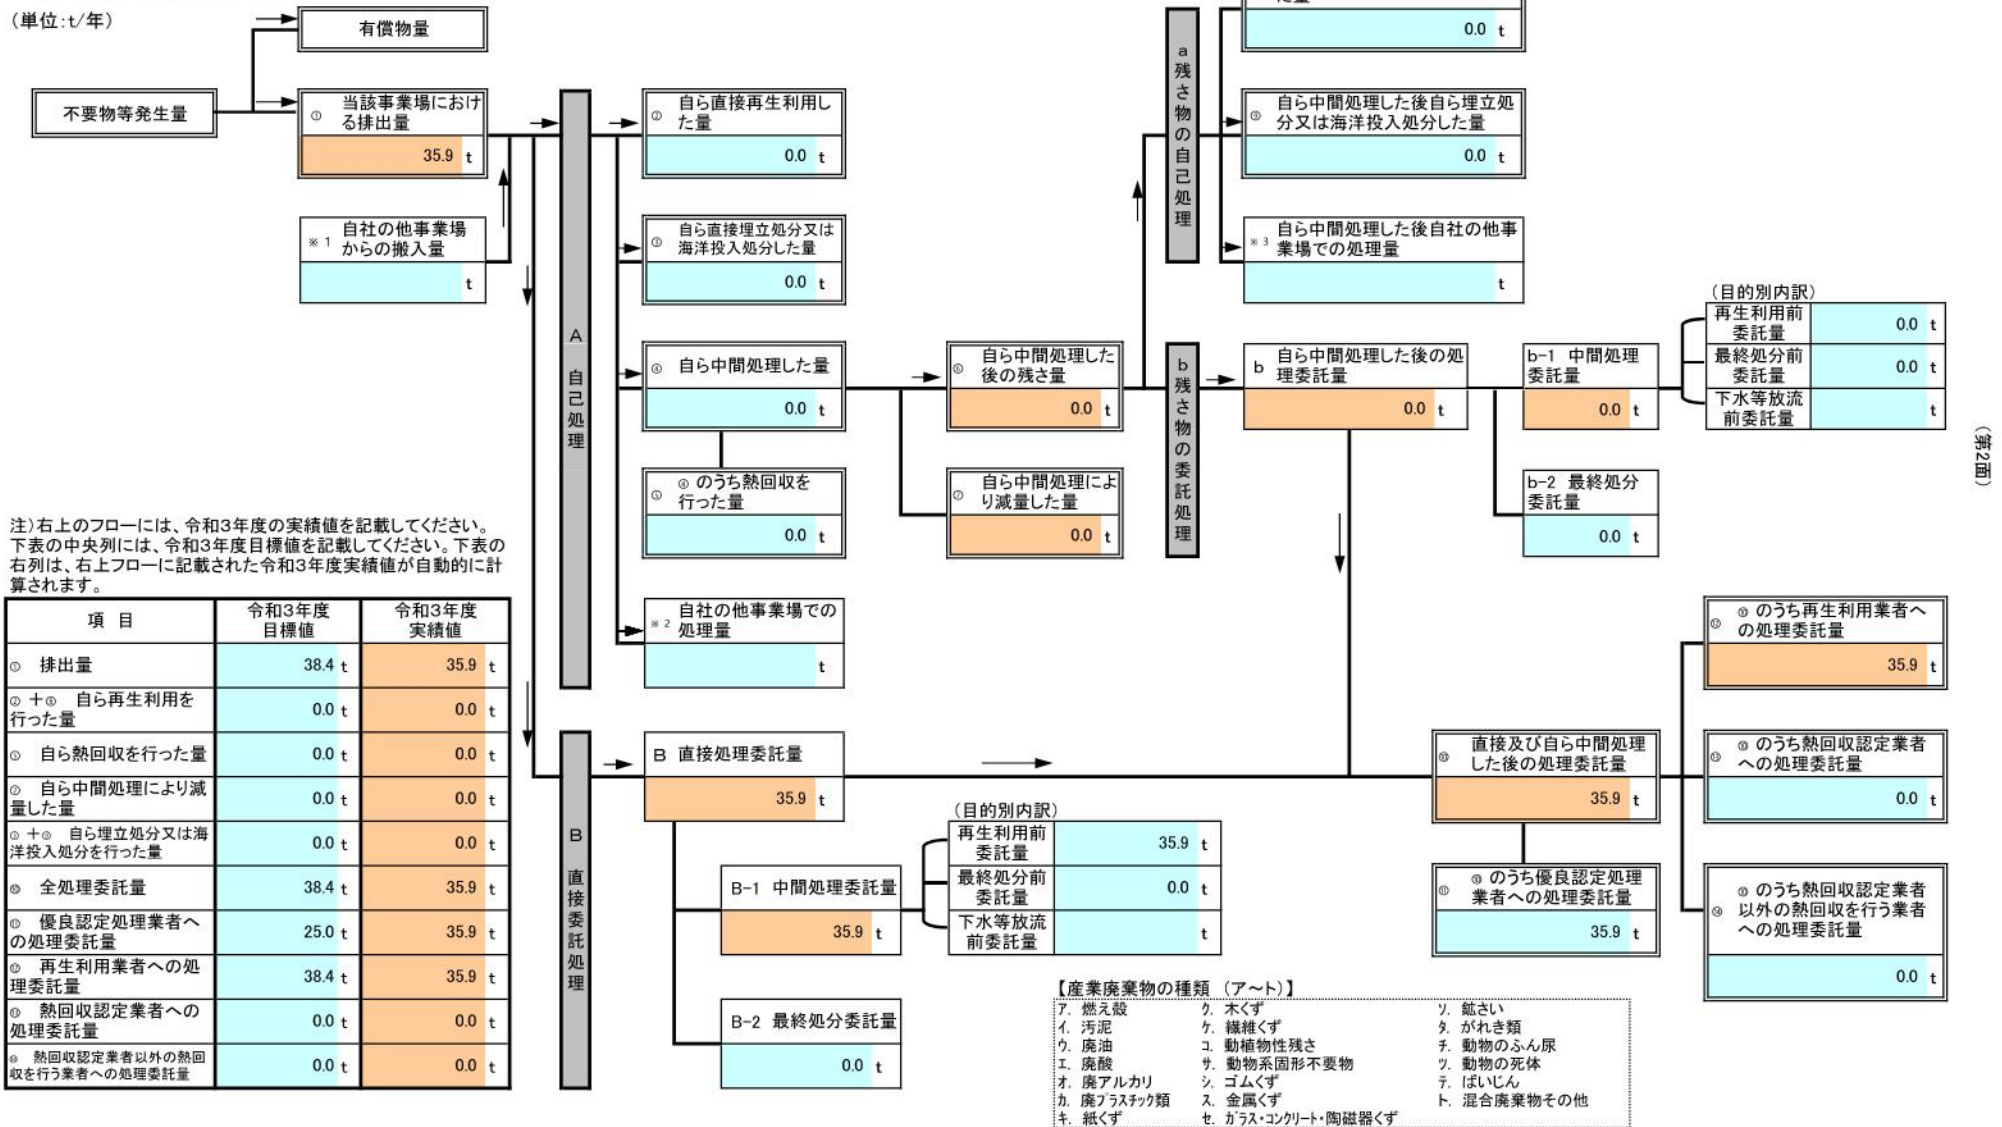 (単位:t/年)
有償物量
不要物等発生量
① 当該事業場におけ
る排出量
35.9 t
※1 自社の他事業場
からの搬入量
t
A 自己処理
② 自ら直接再生利用し
た量
0.0 t
③ 自ら直接埋立処分又は
海洋投入処分した量
0.0 t
④ 自ら中間処理した量
0.0 t
⑤ ④のうち熱回収を
行った量
0.0 t
※2 自社の他事業場での
処理量
t
⑥ 自ら中間処理した
後の残さ量
0.0 t
⑦ 自ら中間処理によ
り減量した量
0.0 t
a 残さ物の自己処理
0.0 t
⑨ 自ら中間処理した後自ら埋立処
分又は海洋投入処分した量
0.0 t
※3 自ら中間処理した後自社の他事
業場での処理量
t
b 残さ物の委託処理
b 自ら中間処理した後の処
理委託量
0.0 t
b-1 中間処理
委託量
0.0 t
(目的別内訳)
再生利用前
委託量 0.0 t
最終処分前
委託量 0.0 t
下水等放流
前委託量 t
b-2 最終処分
委託量
0.0 t
(第2面)
注)右上のフローには、令和3年度の実績値を記載してください。
下表の中央列には、令和3年度目標値を記載してください。下表の
右列は、右上フローに記載された令和3年度実績値が自動的に計
算されます。
項 目 令和3年度 目標値 令和3年度 実績値
① 排出量 38.4 t 35.9 t
②+⑧ 自ら再生利用を
行った量 0.0 t 0.0 t
⑤ 自ら熱回収を行った量 0.0 t 0.0 t
⑦ 自ら中間処理により減
量した量 0.0 t 0.0 t
③+⑨ 自ら埋立処分又は海
洋投入処分を行った量 0.0 t 0.0 t
⑩ 全処理委託量 38.4 t 35.9 t
⑪ 優良認定処理業者へ
の処理委託量 25.0 t 35.9 t
⑫ 再生利用業者への処
理委託量 38.4 t 35.9 t
⑬ 熱回収認定業者への
処理委託量 0.0 t 0.0 t
⑭ 熱回収認定業者以外の熱回
収を行う業者への処理委託量 0.0 t 0.0 t
B 直接委託処理
B 直接処理委託量
35.9 t
B-1 中間処理委託量
35.9 t
(目的別内訳)
再生利用前
委託量 35.9 t
最終処分前
委託量 0.0 t
下水等放流
前委託量 t
B-2 最終処分委託量
0.0 t
⑩ 直接及び自ら中間処理
した後の処理委託量
35.9 t
⑪ ⑩のうち優良認定処理
業者への処理委託量
35.9 t
⑫ ⑩のうち再生利用業者へ
の処理委託量
35.9 t
⑬ ⑩のうち熱回収認定業者
への処理委託量
0.0 t
⑭ ⑩のうち熱回収認定業者
以外の熱回収を行う業者
への処理委託量
0.0 t
【産業廃棄物の種類 (ア~ト)】
ア. 燃え殻 ク. 木くず ソ. 鉱さい
イ. 汚泥 ケ. 繊維くず タ. がれき類
ウ. 廃油 コ. 動植物性残さ チ. 動物のふん尿
エ. 廃酸 サ. 動物系固形不要物 ツ. 動物の死体
オ. 廃アルカリ シ. ゴムくず テ. ばいじん
カ. 廃プラスチック類 ス. 金属くず ト. 混合廃棄物その他
キ. 紙くず セ. ガラス・コンクリート・陶磁器くず